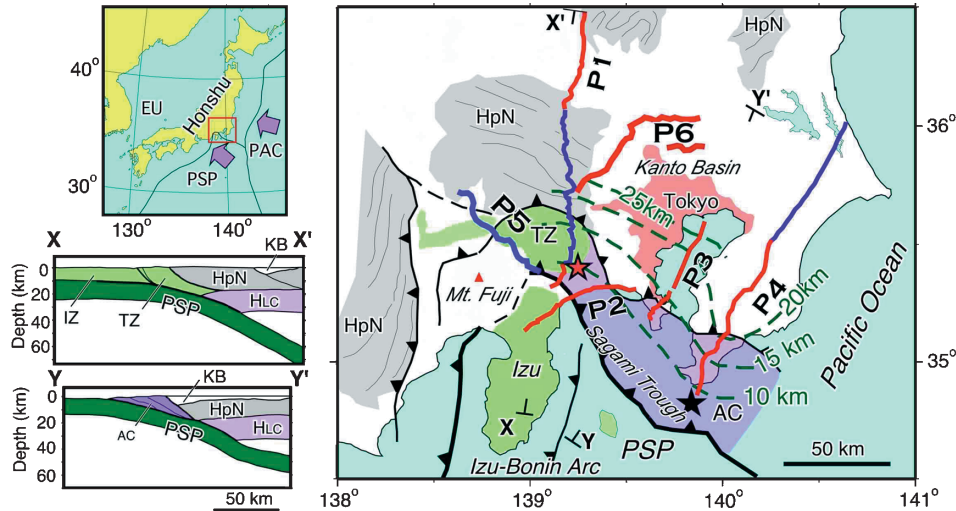 40°
30°
130°
140°
EU
Honshu
PAC
PSP
X
X'
KB
0
20
40
60
Depth (km)
HpN
HLC
PSP
IZ
TZ
Y
Y'
KB
0
20
40
60
Depth (km)
HpN
HLC
PSP
AC
50 km
X'
HpN
P1
Y'
HpN
P6
36°
Kanto Basin
25km
Tokyo
P5
TZ
P3
Mt. Fuji
P4
20km
P2
HpN
Pacific Ocean
Izu
Sagami Trough
15 km
35°
10 km
AC
X
Y
PSP
Izu-Bonin Arc
50 km
138°
139°
140°
141°